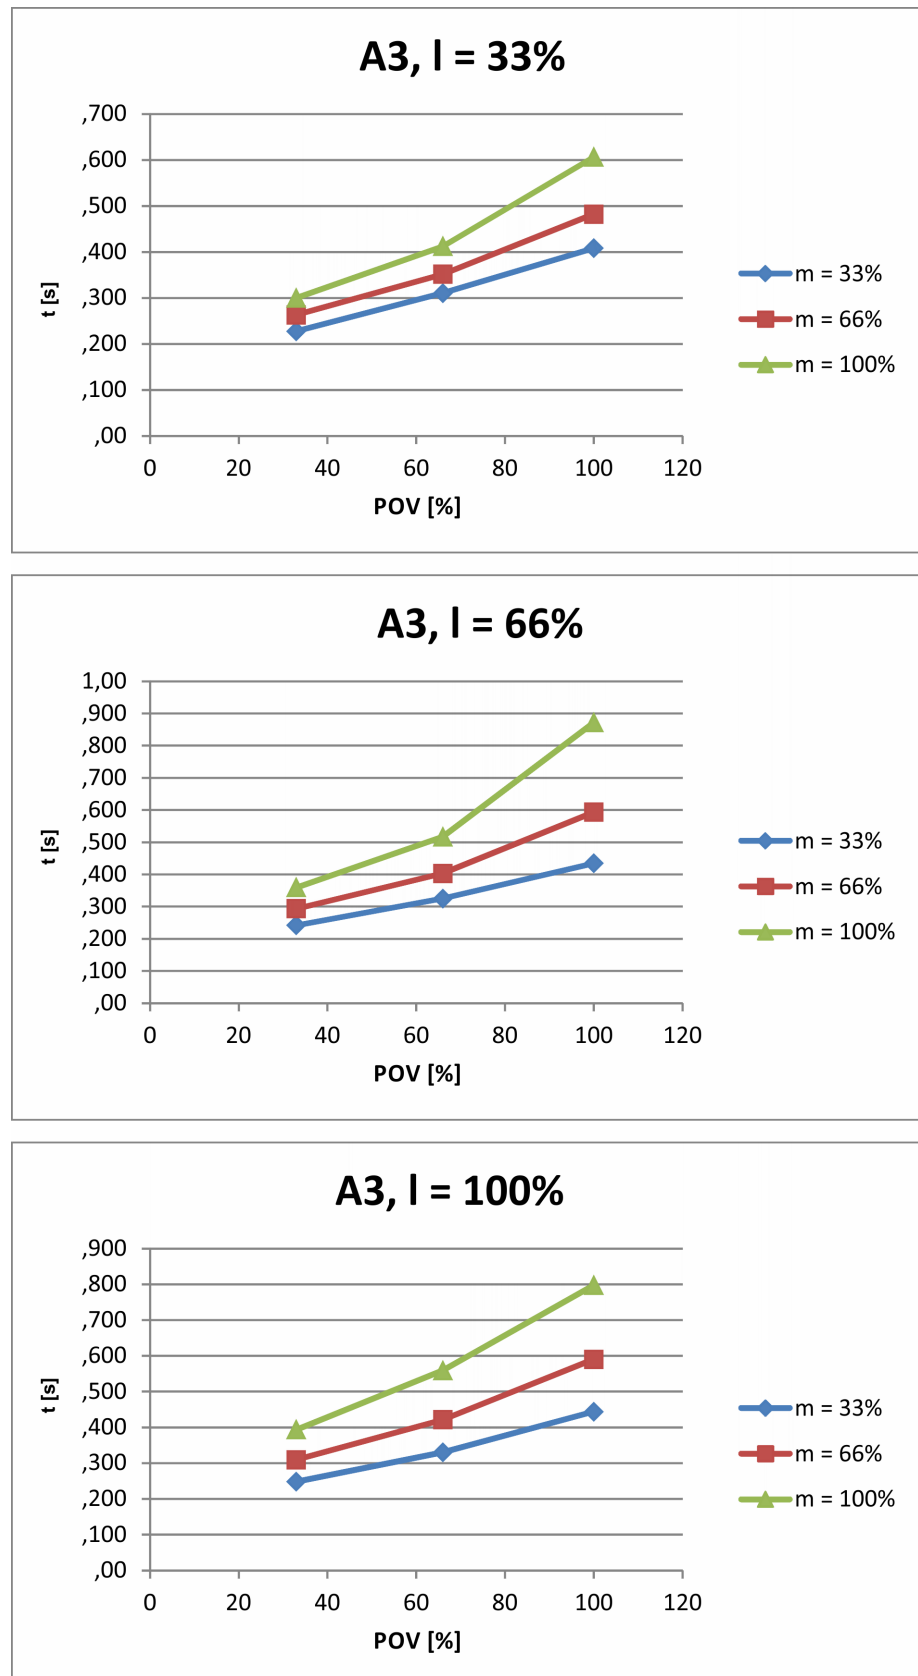 A3, l = 33%
,700
,600
,500
,400
,300
,200
,100
,00
t [s]
0 20 40 60 80 100 120
POV [%]
m = 33%
m = 66%
m = 100%
A3, l = 66%
1,00
,900
,800
,700
,600
,500
,400
,300
,200
,100
,00
t [s]
0 20 40 60 80 100 120
POV [%]
m = 33%
m = 66%
m = 100%
A3, l = 100%
,900
,800
,700
,600
,500
,400
,300
,200
,100
,00
t [s]
0 20 40 60 80 100 120
POV [%]
m = 33%
m = 66%
m = 100%